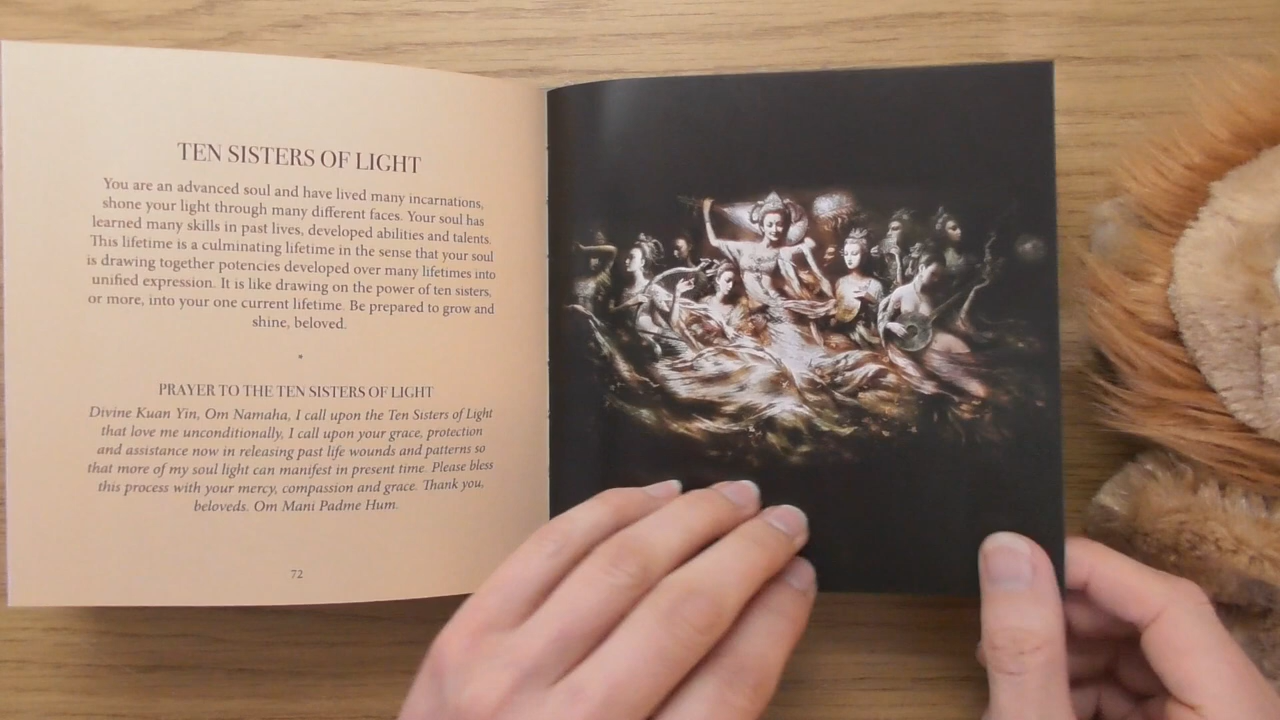 TEN SISTERS OF LIGHT
You are an advanced soul and have lived many incarnations,
shone your light through many different faces. Your soul has
learned many skills in past lives, developed abilities and talents.
This lifetime is a culminating lifetime in the sense that your soul
is drawing together potencies developed over many lifetimes into
unified expression. It is like drawing on the power of ten sisters,
or more, into your one current lifetime. Be prepared to grow and
shine, beloved.
PRAYER TO THE TEN SISTERS OF LIGHT
Divine Kuan Yin, Om Namaha, I call upon the Ten Sisters of Light
that love me unconditionally, I call upon your grace, protection
and assistance now in releasing past life wounds and patterns so
that more of my soul light can manifest in present time. Please bless
this process with your mercy, compassion and grace. Thank you,
beloveds. Om Mani Padme Hum.
72